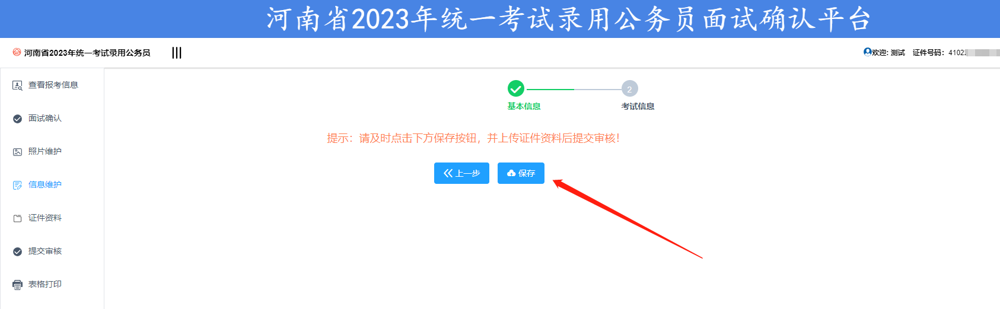 河南省2023年统一考试录用公务员面试确认平台
河南省2023年统一考试录用公务员
欢迎: 测试 证件号码： 4102
查看报考信息
面试确认
照片维护
信息维护
证件资料
提交审核
表格打印
2
基本信息 考试信息
提示：请及时点击下方保存按钮，并上传证件资料后提交审核！
上一步 保存